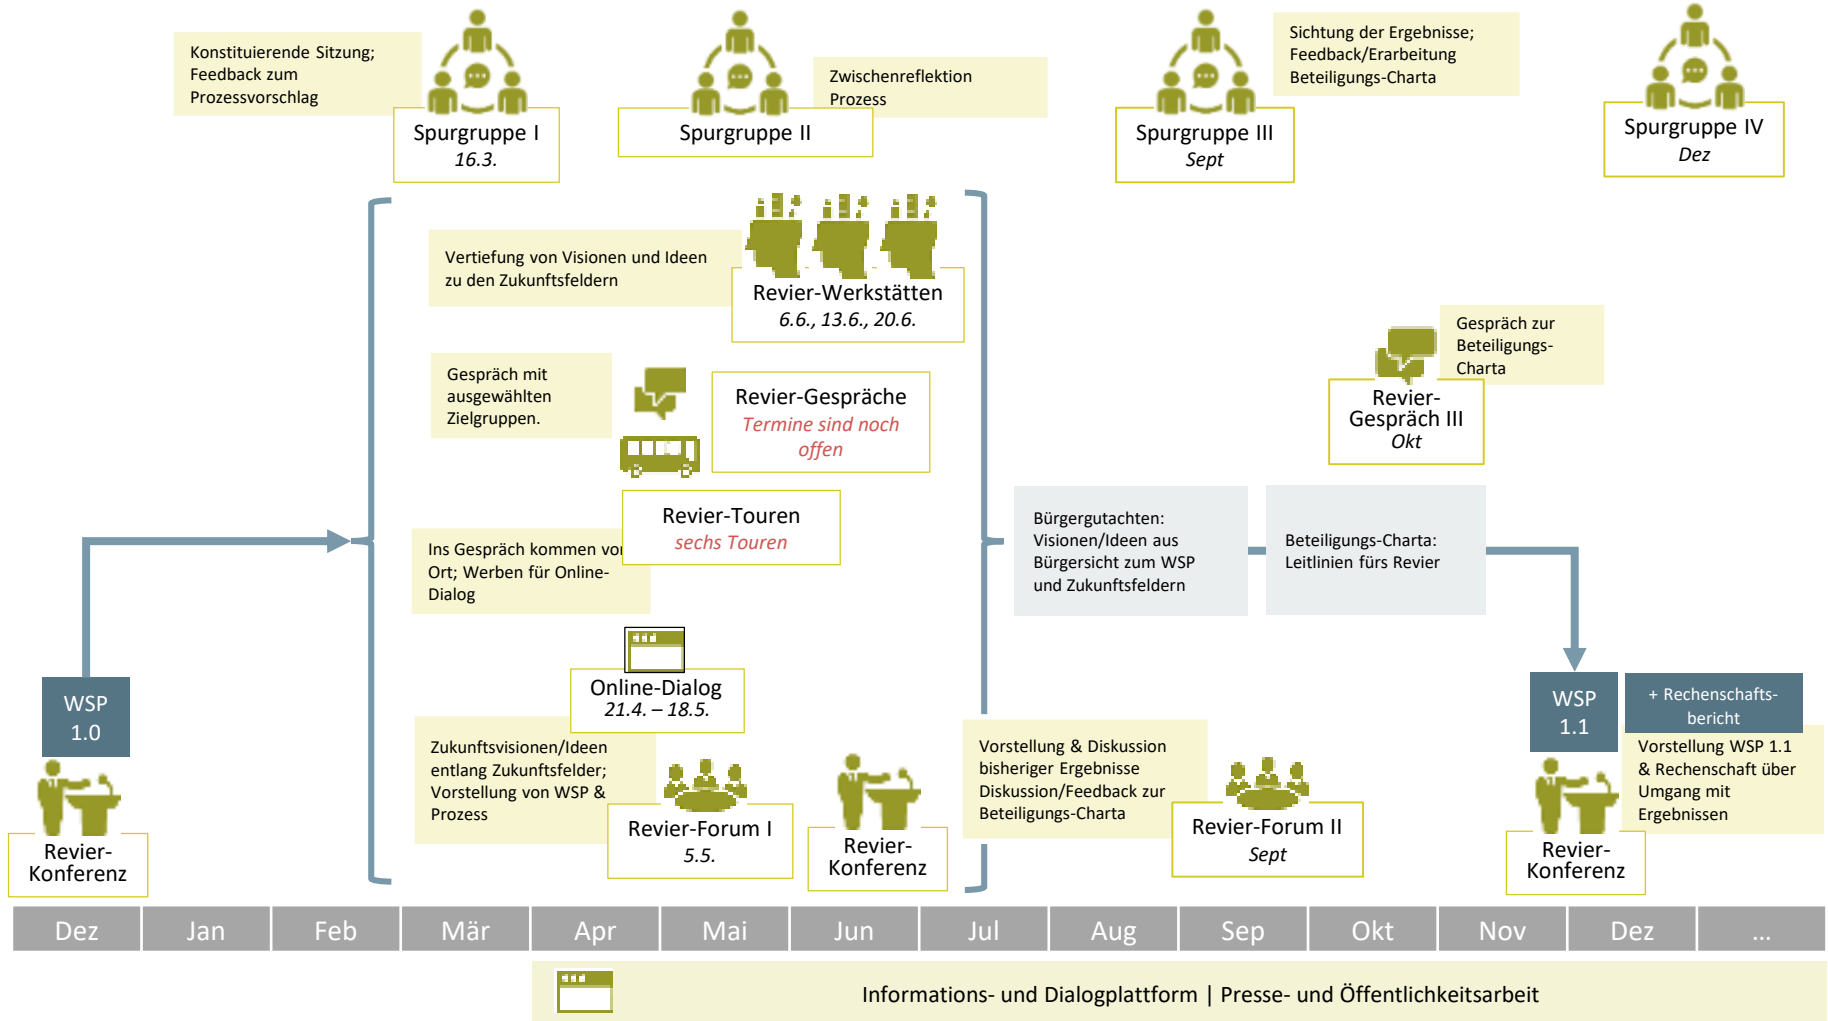 Konstituierende Sitzung;
Feedback zum
Prozessvorschlag
Spurgruppe I
16.3.
Spurgruppe II
Zwischenreflektion
Prozess
Spurgruppe III
Sept
Sichtung der Ergebnisse;
Feedback/Erarbeitung
Beteiligungs-Charta
Spurgruppe IV
Dez
Vertiefung von Visionen und Ideen
zu den Zukunftsfeldern
Revier-Werkstätten
6.6., 13.6., 20.6.
Gespräch mit
ausgewählten
Zielgruppen.
Revier-Gespräche
Termine sind noch
offen
Gespräch zur
Beteiligungs-
Charta
Revier-
Gespräch III
Okt
Revier-Touren
sechs Touren
Ins Gespräch kommen vor
Ort; Werben für Online-
Dialog
Bürgergutachten:
Visionen/Ideen aus
Bürgersicht zum WSP
und Zukunftsfeldern
Beteiligungs-Charta:
Leitlinien fürs Revier
Online-Dialog
21.4. – 18.5.
WSP
1.0
Revier-
Konferenz
Zukunftsvisionen/Ideen
entlang Zukunftsfelder;
Vorstellung von WSP &
Prozess
Revier-Forum I
5.5.
Revier-
Konferenz
Vorstellung & Diskussion
bisheriger Ergebnisse
Diskussion/Feedback zur
Beteiligungs-Charta
Revier-Forum II
Sept
WSP
1.1
+ Rechenschafts-
bericht
Vorstellung WSP 1.1
& Rechenschaft über
Umgang mit
Ergebnissen
Revier-
Konferenz
Dez Jan Feb Mär Apr Mai Jun Jul Aug Sep Okt Nov Dez ...
Informations- und Dialogplattform | Presse- und Öffentlichkeitsarbeit